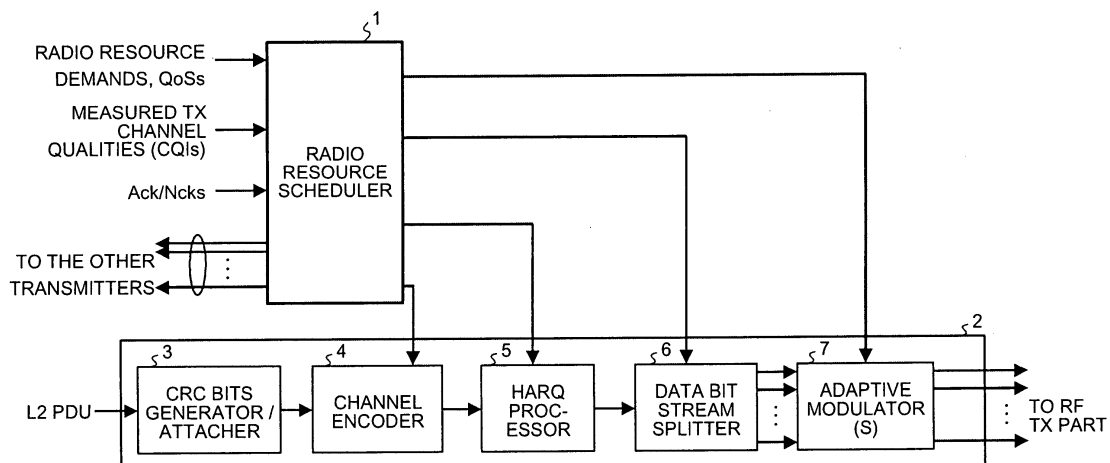 1
RADIO RESOURCE
DEMANDS, QoSs
MEASURED TX
CHANNEL
QUALITIES (CQIs)
Ack/Ncks
RADIO
RESOURCE
SCHEDULER
TO THE OTHER
TRANSMITTERS
2
L2 PDU
3
CRC BITS
GENERATOR /
ATTACHER
4
CHANNEL
ENCODER
5
HARQ
PROC-
ESSOR
6
DATA BIT
STREAM
SPLITTER
7
ADAPTIVE
MODULATOR
(S)
TO RF
TX PART